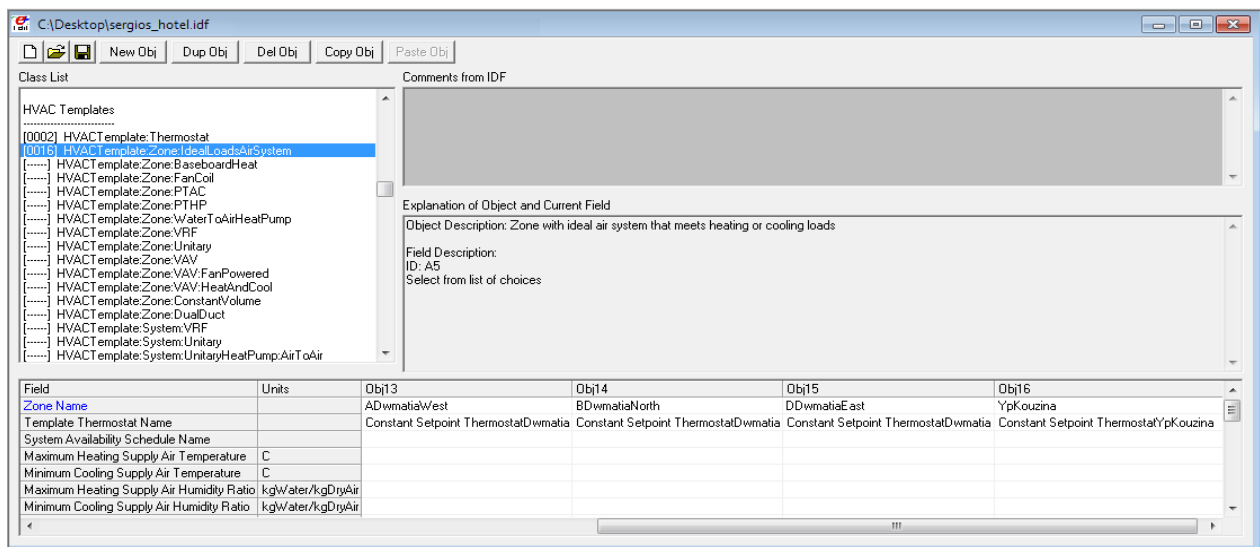 C:\Desktop\sergios_hotel.idf
New Obj Dup Obj Del Obj Copy Obj Paste Obj
Class List
Comments from IDF
HVAC Templates
--------------------------
[0002] HVACTemplate:Thermostat
[0016] HVACTemplate:Zone:IdealLoadsAirSystem
[------] HVACTemplate:Zone:BaseboardHeat
[------] HVACTemplate:Zone:FanCoil
[------] HVACTemplate:Zone:PTAC
[------] HVACTemplate:Zone:PTHP
[------] HVACTemplate:Zone:WaterToAirHeatPump
[------] HVACTemplate:Zone:VRF
[------] HVACTemplate:Zone:Unitary
[------] HVACTemplate:Zone:VAV
[------] HVACTemplate:Zone:VAV:FanPowered
[------] HVACTemplate:Zone:VAV:HeatAndCool
[------] HVACTemplate:Zone:ConstantVolume
[------] HVACTemplate:Zone:DualDuct
[------] HVACTemplate:System:VRF
[------] HVACTemplate:System:Unitary
[------] HVACTemplate:System:UnitaryHeatPump:AirToAir
Explanation of Object and Current Field
Object Description: Zone with ideal air system that meets heating or cooling loads
Field Description:
ID: A5
Select from list of choices
Field Units Obj13 Obj14 Obj15 Obj16
Zone Name ADwmatiaWest BDwmatiaNorth DDwmatiaEast YpKouzina
Template Thermostat Name Constant Setpoint ThermostatDwmatia Constant Setpoint ThermostatDwmatia Constant Setpoint ThermostatDwmatia Constant Setpoint ThermostatYpKouzina
System Availability Schedule Name
Maximum Heating Supply Air Temperature C
Minimum Cooling Supply Air Temperature C
Maximum Heating Supply Air Humidity Ratio kgWater/kgDryAir
Minimum Cooling Supply Air Humidity Ratio kgWater/kgDryAir